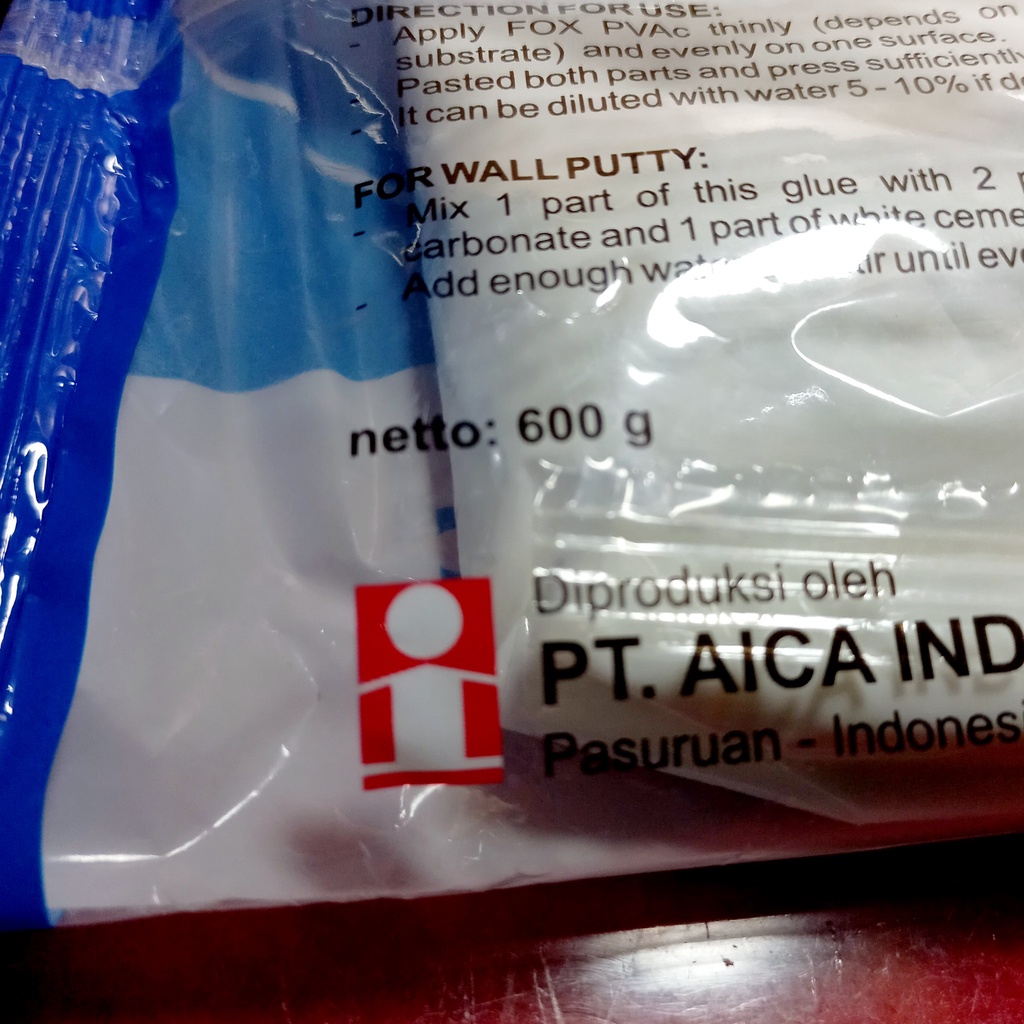 DIRECTION FOR USE:
- Apply FOX PVAc thinly (depends on
substrate) and evenly on one surface.
- Pasted both parts and press sufficiently
- It can be diluted with water 5 - 10% if
FOR WALL PUTTY:
- Mix 1 part of this glue with 2
carbonate and 1 part of white
- Add enough until
netto: 600 g
Diproduksi oleh
PT. AICA
Pasuruan -